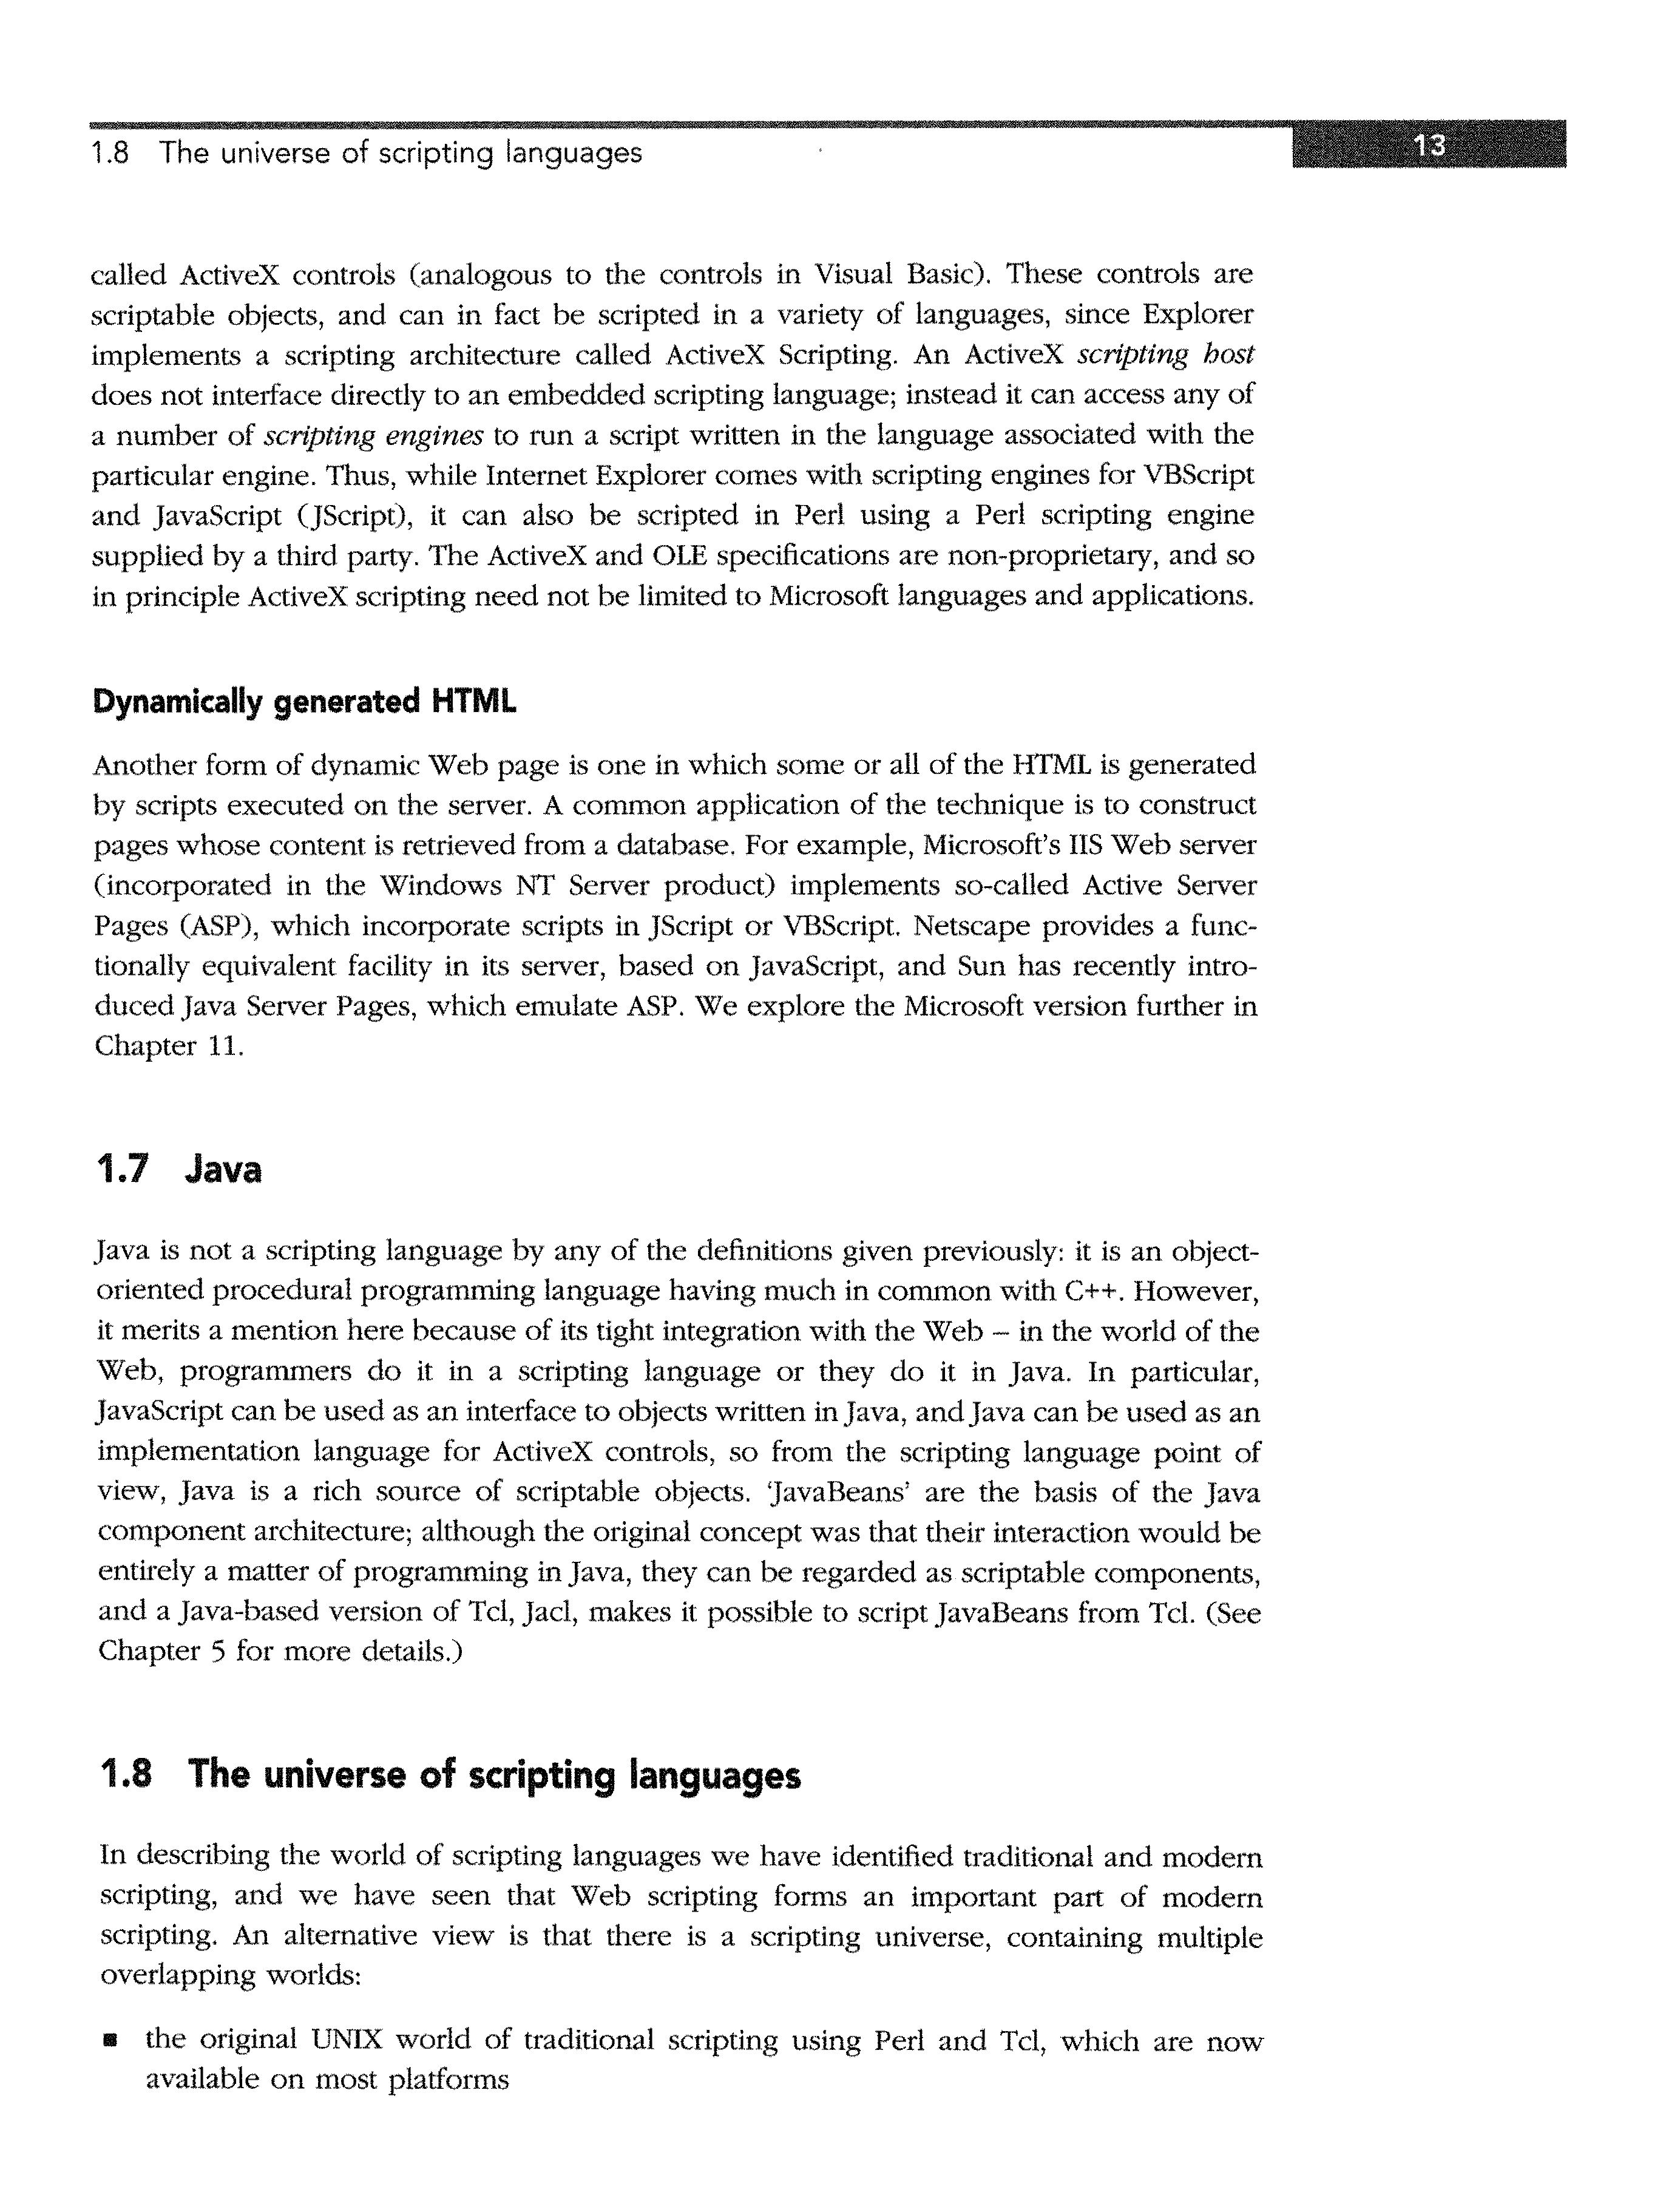 1.8 The universe of scripting languages
13
called ActiveX controls (analogous to the controls in Visual Basic). These controls are
scriptable objects, and can in fact be scripted in a variety of languages, since Explorer
implements a scripting architecture called ActiveX Scripting. An ActiveX scripting host
does not interface directly to an embedded scripting language; instead it can access any of
a number of scripting engines to run a script written in the language associated with the
particular engine. Thus, while Internet Explorer comes with scripting engines for VBScript
and JavaScript (JScript), it can also be scripted in Perl using a Perl scripting engine
supplied by a third party. The ActiveX and OLE specifications are non-proprietary, and so
in principle ActiveX scripting need not be limited to Microsoft languages and applications.
Dynamically generated HTML
Another form of dynamic Web page is one in which some or all of the HTML is generated
by scripts executed on the server. A common application of the technique is to construct
pages whose content is retrieved from a database. For example, Microsoft's IIS Web server
(incorporated in the Windows NT Server product) implements so-called Active Server
Pages (ASP), which incorporate scripts in JScript or VBScript. Netscape provides a func-
tionally equivalent facility in its server, based on JavaScript, and Sun has recently intro-
duced Java Server Pages, which emulate ASP. We explore the Microsoft version further in
Chapter 11.
1.7 Java
Java is not a scripting language by any of the definitions given previously: it is an object-
oriented procedural programming language having much in common with C++. However,
it merits a mention here because of its tight integration with the Web – in the world of the
Web, programmers do it in a scripting language or they do it in Java. In particular,
JavaScript can be used as an interface to objects written in Java, and Java can be used as an
implementation language for ActiveX controls, so from the scripting language point of
view, Java is a rich source of scriptable objects. ‘JavaBeans’ are the basis of the Java
component architecture; although the original concept was that their interaction would be
entirely a matter of programming in Java, they can be regarded as scriptable components,
and a Java-based version of Tcl, Jacl, makes it possible to script JavaBeans from Tcl. (See
Chapter 5 for more details.)
1.8 The universe of scripting languages
In describing the world of scripting languages we have identified traditional and modern
scripting, and we have seen that Web scripting forms an important part of modern
scripting. An alternative view is that there is a scripting universe, containing multiple
overlapping worlds:
■ the original UNIX world of traditional scripting using Perl and Tcl, which are now
available on most platforms